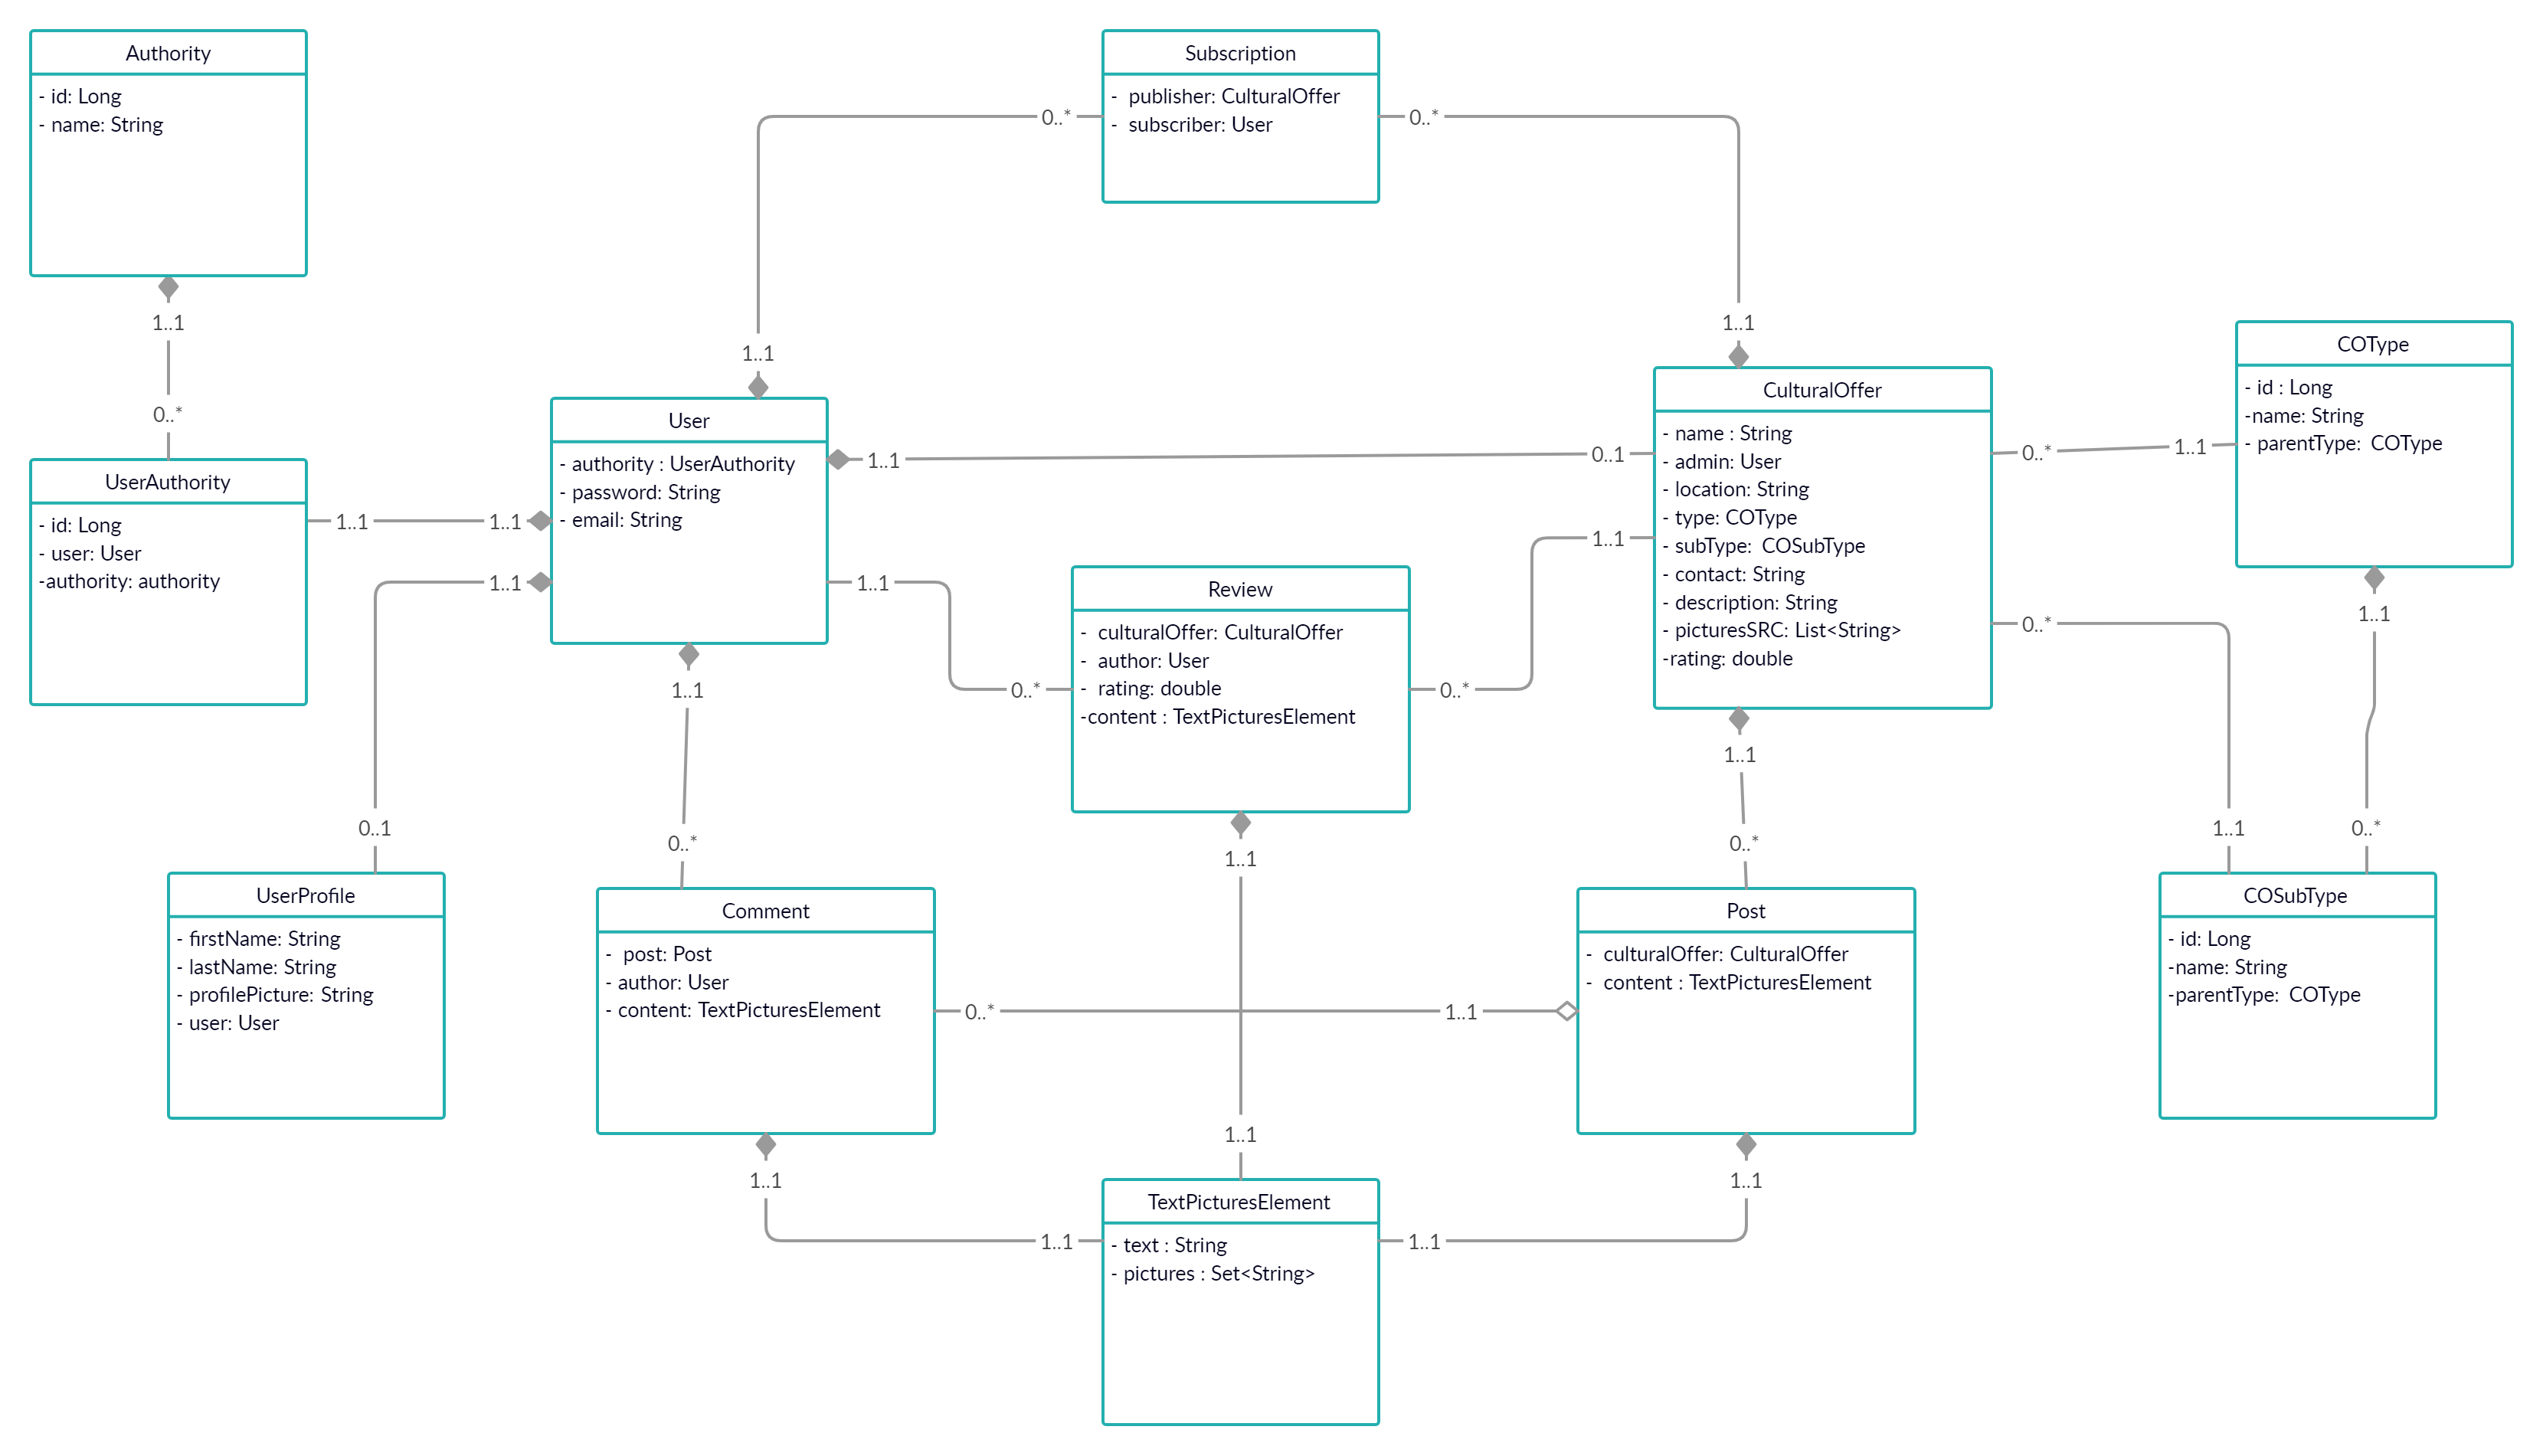 Authority
- id: Long
- name: String
Subscription
- publisher: CulturalOffer
- subscriber: User
0..*
0..*
1..1
0..*
1..1
1..1
User
- authority : UserAuthority
- password: String
- email: String
CulturalOffer
- name : String
- admin: User
- location: String
- type: COType
- subType: COSubType
- contact: String
- description: String
- picturesSRC: List<String>
-rating: double
COType
- id : Long
-name: String
- parentType: COType
UserAuthority
- id: Long
- user: User
-authority: authority
1..1
0..1
0..*
1..1
1..1
1..1
1..1
1..1
1..1
0..*
0..*
1..1
0..*
Review
- culturalOffer: CulturalOffer
- author: User
- rating: double
-content : TextPicturesElement
1..1
1..1
0..1
0..*
1..1
0..*
1..1
0..*
UserProfile
- firstName: String
- lastName: String
- profilePicture: String
- user: User
Comment
- post: Post
- author: User
- content: TextPicturesElement
Post
- culturalOffer: CulturalOffer
- content : TextPicturesElement
COSubType
- id: Long
-name: String
-parentType: COType
0..*
1..1
1..1
1..1
1..1
1..1
1..1
TextPicturesElement
- text : String
- pictures : Set<String>